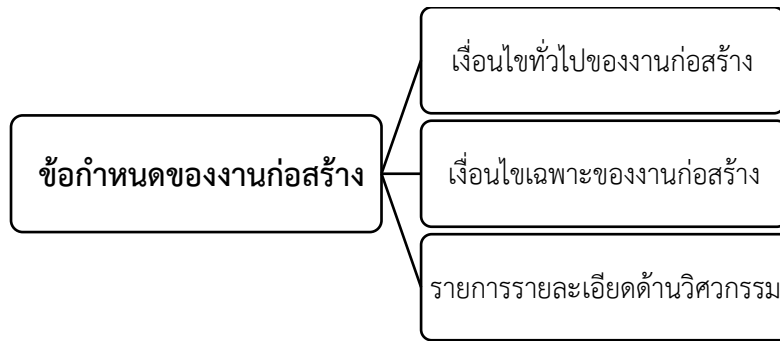 เงื่อนไขทั่วไปของงานก่อสร้าง
ข้อกำหนดของงานก่อสร้าง
เงื่อนไขเฉพาะของงานก่อสร้าง
รายการรายละเอียดด้านวิศวกรรม